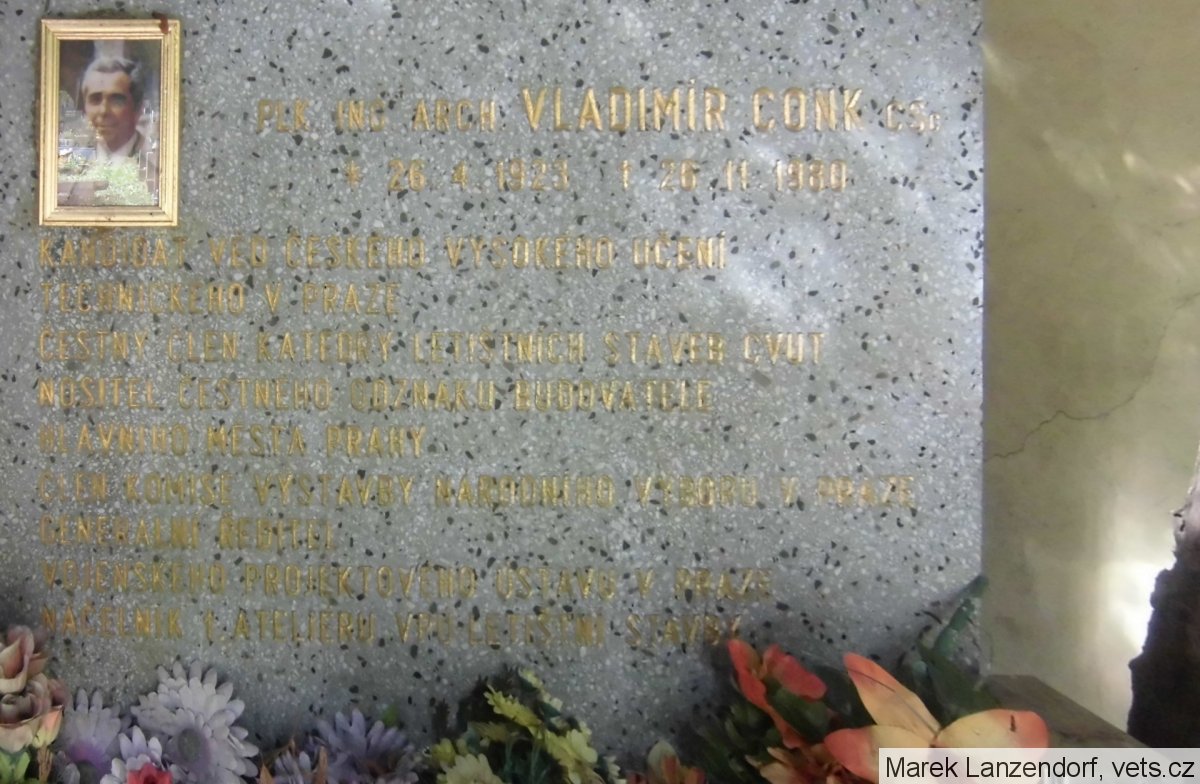 PLK. ING. ARCH. VLADIMÍR CONK CSc
* 26. 4. 1923 † 26. 11. 1980
KANDIDÁT VĚD ČESKÉHO VYSOKÉHO UČENÍ
TECHNICKÉHO V PRAZE
ČESTNÝ ČLEN KATEDRY LETIŠTNÍCH STAVEB ČVUT
NOSITEL ČESTNÉHO ODZNAKU BUDOVATELE
HLAVNÍHO MĚSTA PRAHY
ČLEN KOMISE VÝSTAVBY NÁRODNÍHO VÝBORU V PRAZE
GENERÁLNÍ ŘEDITEL
VOJENSKÉHO PROJEKTOVÉHO ÚSTAVU V PRAZE
NÁČELNÍK 1. ATELIERU VPÚ-LETIŠTNÍ STAVBY
Marek Lanzendorf, vets.cz